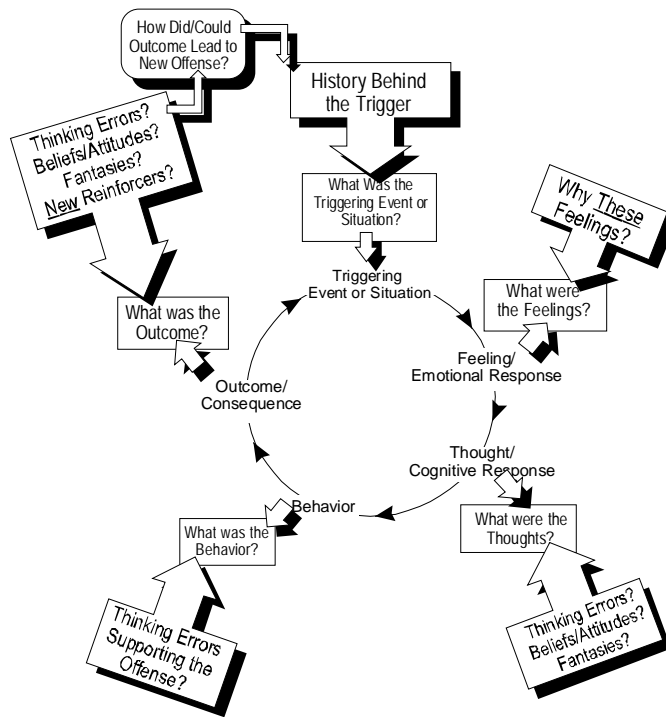 How Did/Could
Outcome Lead to
New Offense?
History Behind
the Trigger
Thinking Errors?
Beliefs/Attitudes?
Fantasies?
New Reinforcers?
What Was the
Triggering Event or
Situation?
Why These
Feelings?
Triggering
Event or Situation
What were
the Feelings?
What was the
Outcome?
Feeling/
Emotional Response
Outcome/
Consequence
Thought/
Cognitive Response
Behavior
What were the
Thoughts?
What was the
Behavior?
Thinking Errors
Supporting the
Offense?
Thinking Errors?
Beliefs/Attitudes?
Fantasies?